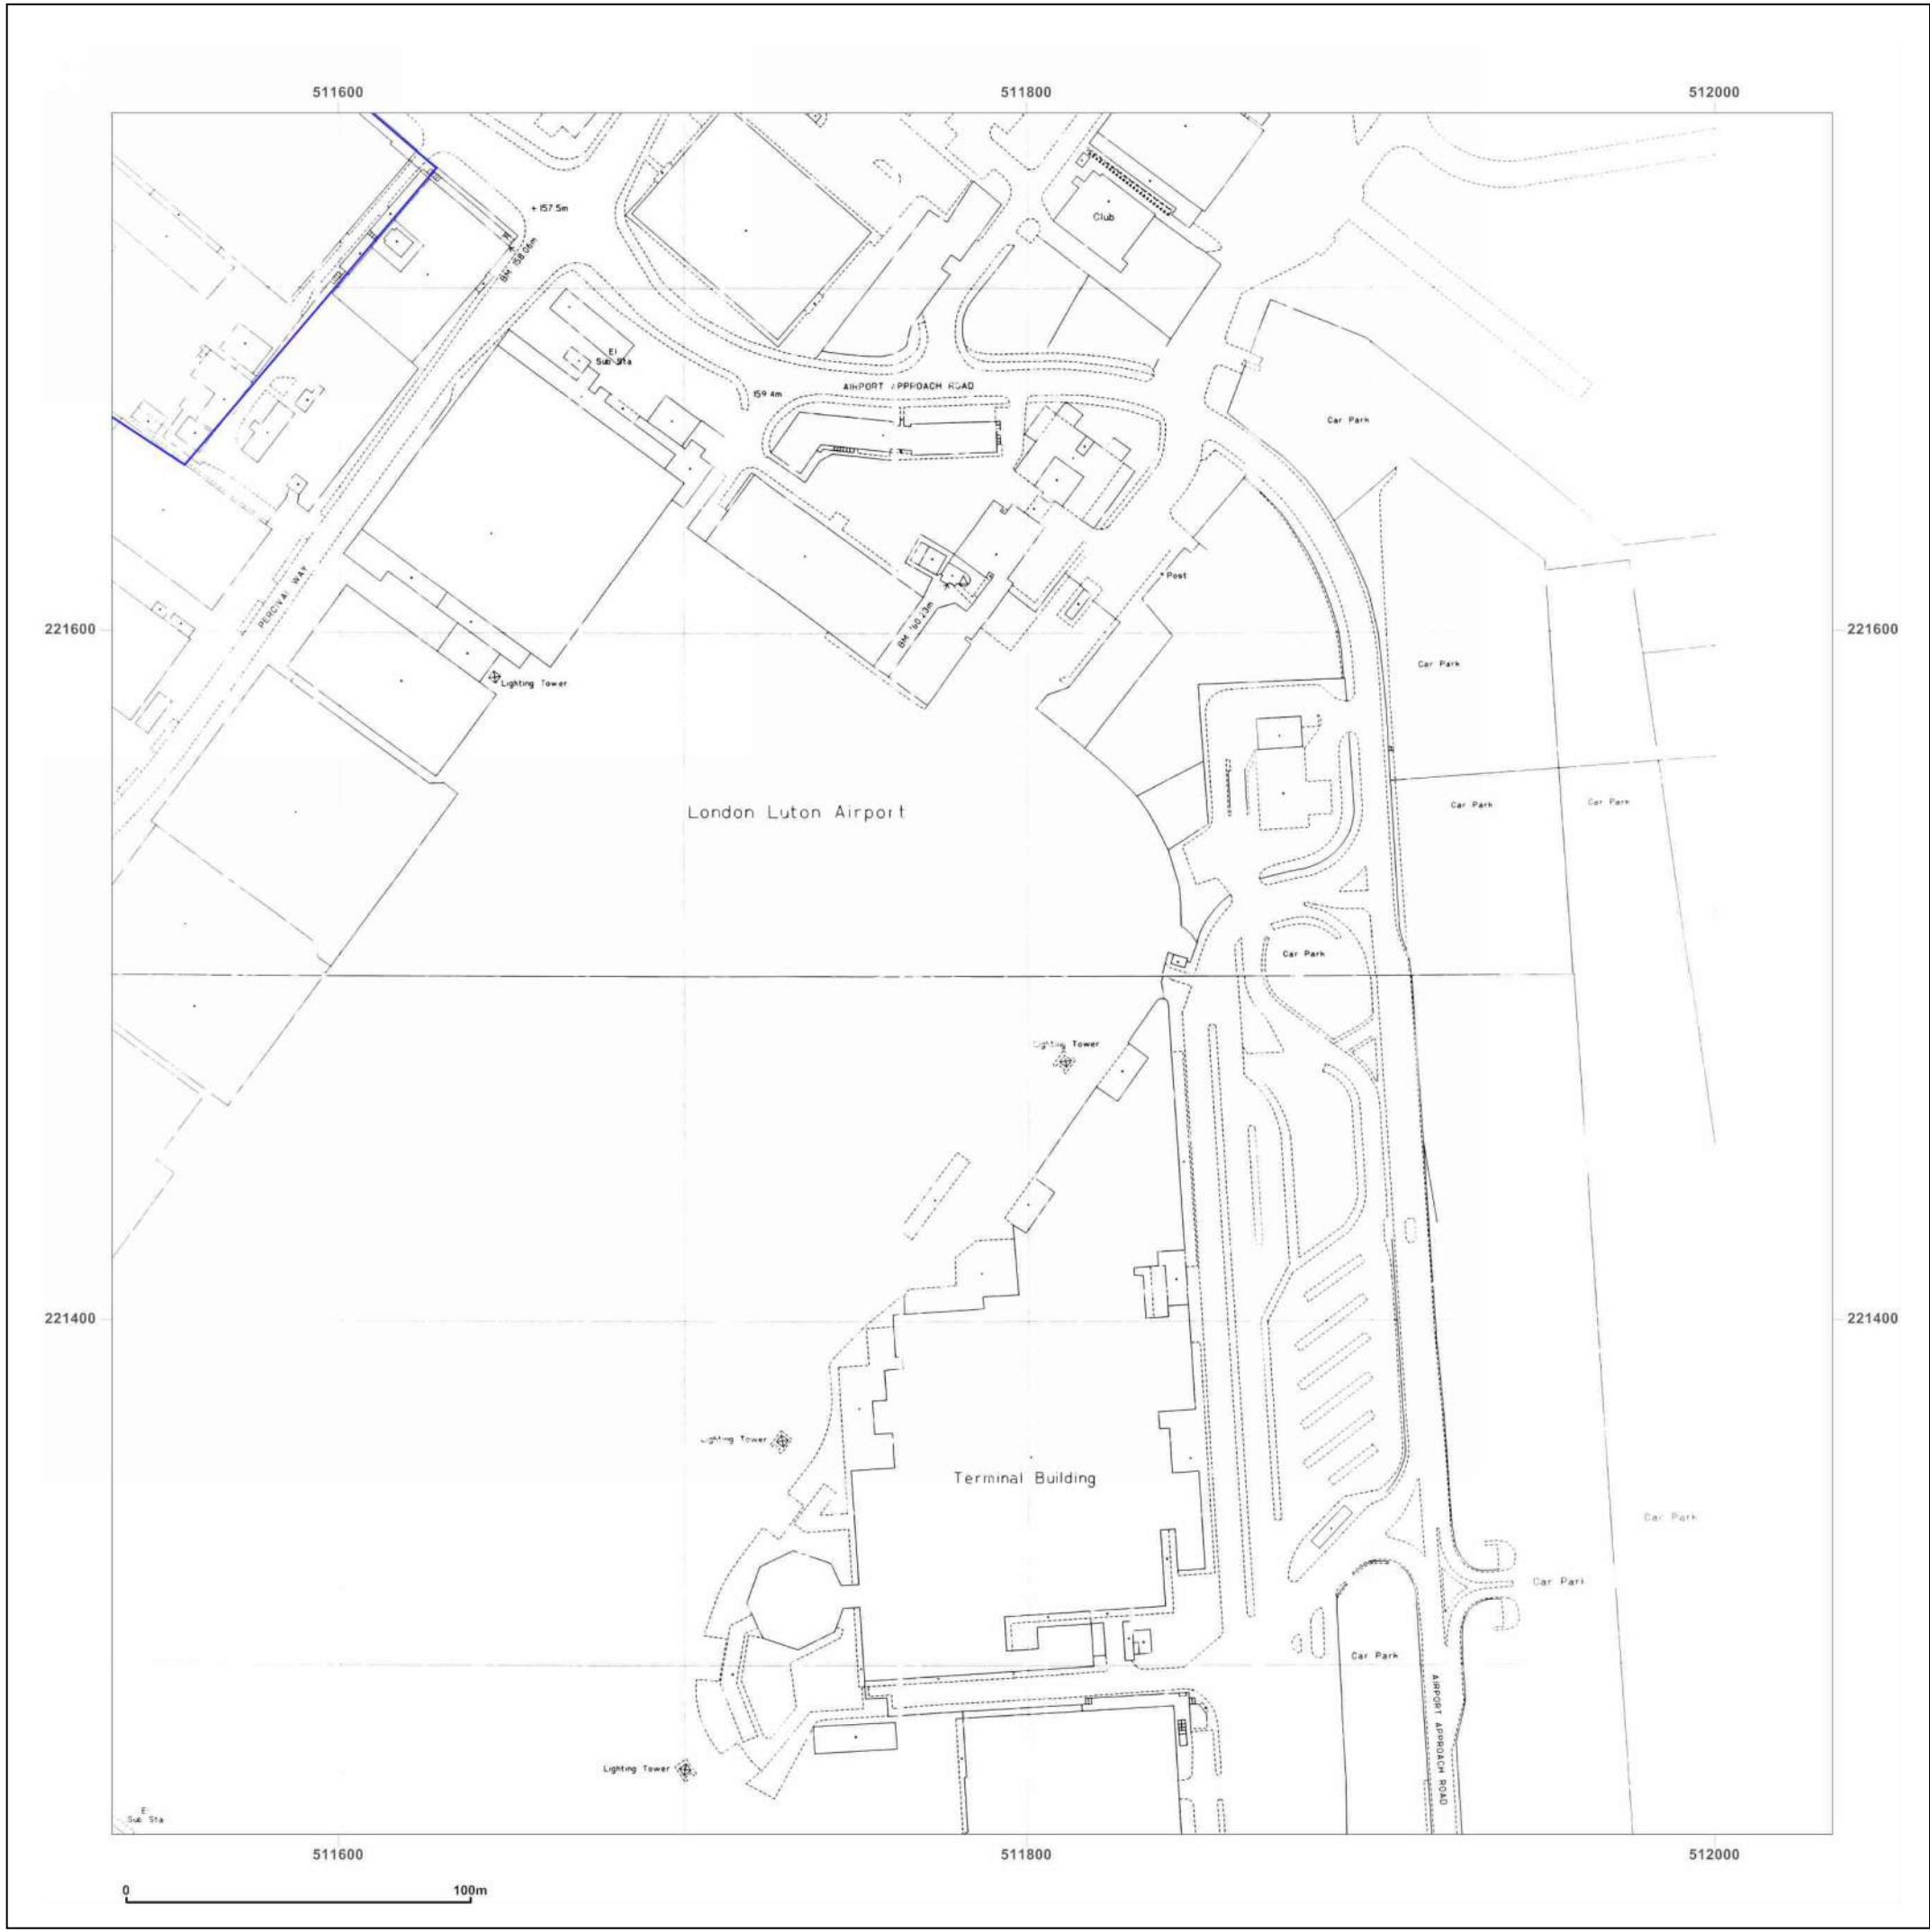 511600
511800
512000
Club
+ 157.5m
BM 158.06m
El
Sub Sta
AIRPORT APPROACH ROAD
159.4m
Car Park
PERCIVAL WAY
Post
BM 160.23m
221600
221600
Lighting Tower
Car Park
London Luton Airport
Car Park
Car Park
Car Park
Lighting Tower
221400
221400
Lighting Tower
Terminal Building
Car Park
Car Park
Car Park
AIRPORT APPROACH ROAD
Lighting Tower
El
Sub Sta
511600
511800
512000
0
100m